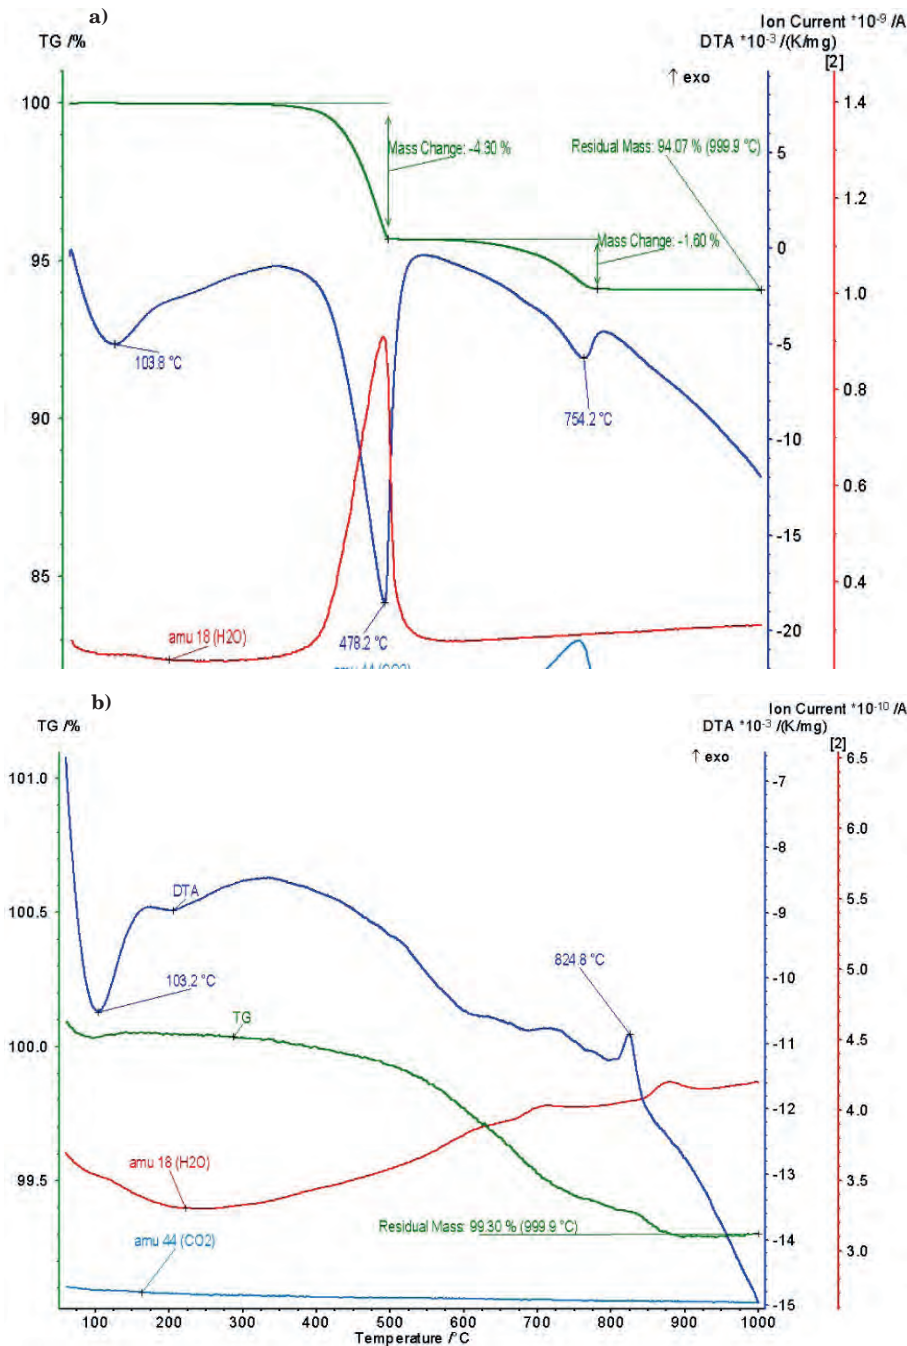 a)
Ion Current *10-9 /A
TG /%
DTA *10-3 /(K/mg)
[2]
↑ exo
100
95
90
85
Mass Change: -4.30 %
Residual Mass: 94.07 % (999.9 °C)
Mass Change: -1.60 %
103.8 °C
754.2 °C
478.2 °C
amu 18 (H2O)
amu 44 (CO2)
5
0
-5
-10
-15
-20
1.4
1.2
1.0
0.8
0.6
0.4
b)
Ion Current *10-10 /A
TG /%
DTA *10-3 /(K/mg)
[2]
↑ exo
101.0
100.5
100.0
99.5
DTA
103.2 °C
824.8 °C
TG
amu 18 (H2O)
Residual Mass: 99.30 % (999.9 °C)
amu 44 (CO2)
-7
-8
-9
-10
-11
-12
-13
-14
-15
6.5
6.0
5.5
5.0
4.5
4.0
3.5
3.0
100 200 300 400 500 600 700 800 900 1000
Temperature /°C